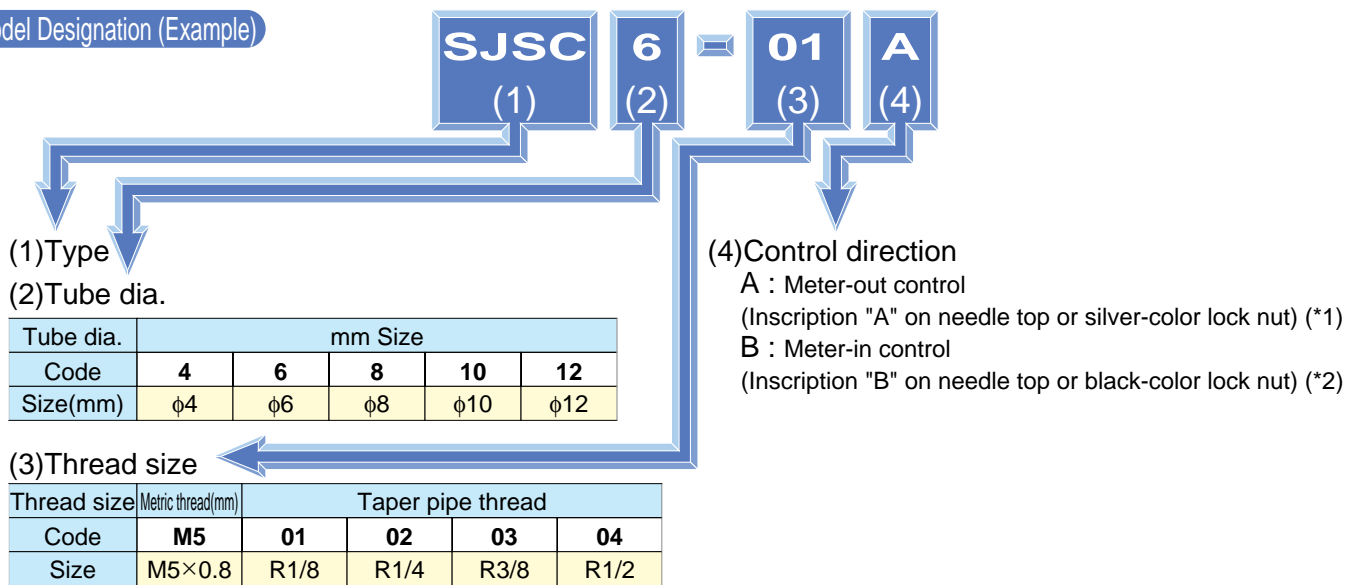 Designation (Example)
SJSC 6 - 01 A
(1) (2) (3) (4)
(1)Type
(2)Tube dia.
Tube dia. mm Size
Code 4 6 8 10 12
Size(mm) ϕ4 ϕ6 ϕ8 ϕ10 ϕ12
(3)Thread size
Thread size Metric thread(mm) Taper pipe thread
Code M5 01 02 03 04
Size M5×0.8 R1/8 R1/4 R3/8 R1/2
(4)Control direction
A : Meter-out control
(Inscription "A" on needle top or silver-color lock nut) (*1)
B : Meter-in control
(Inscription "B" on needle top or black-color lock nut) (*2)